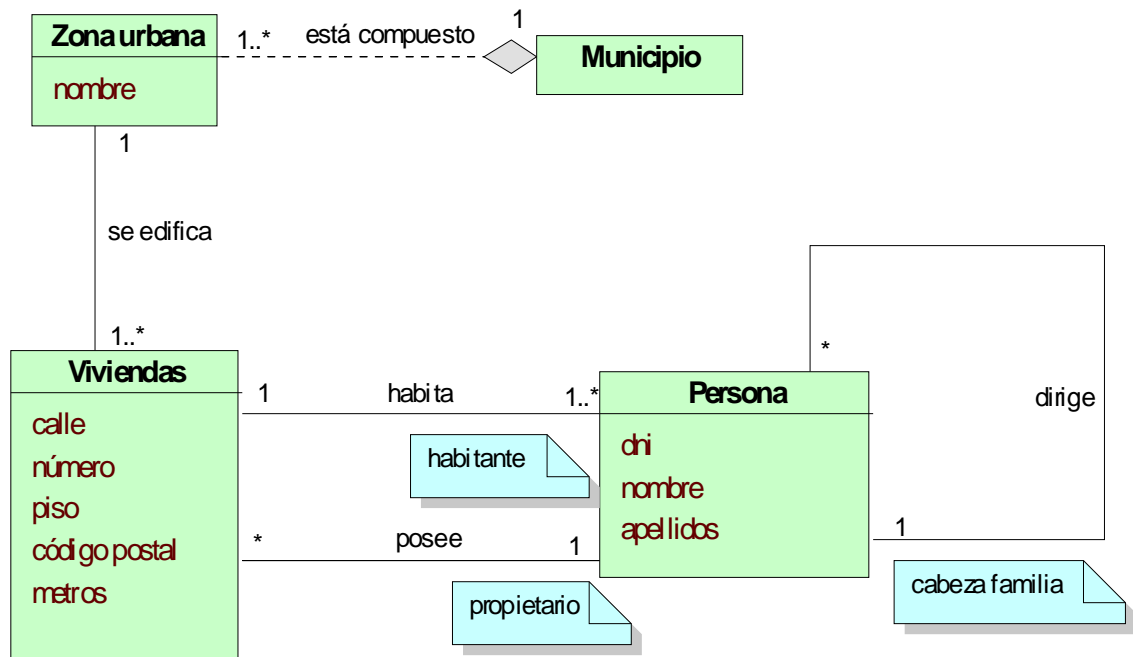 Zona urbana
nombre
1..*
está compuesto
1
Municipio
1
se edifica
1..*
Viviendas
calle
número
piso
código postal
metros
1
habita
1..*
habitante
*
posee
1
propietario
Persona
dni
nombre
apellidos
*
dirige
1
cabeza familia